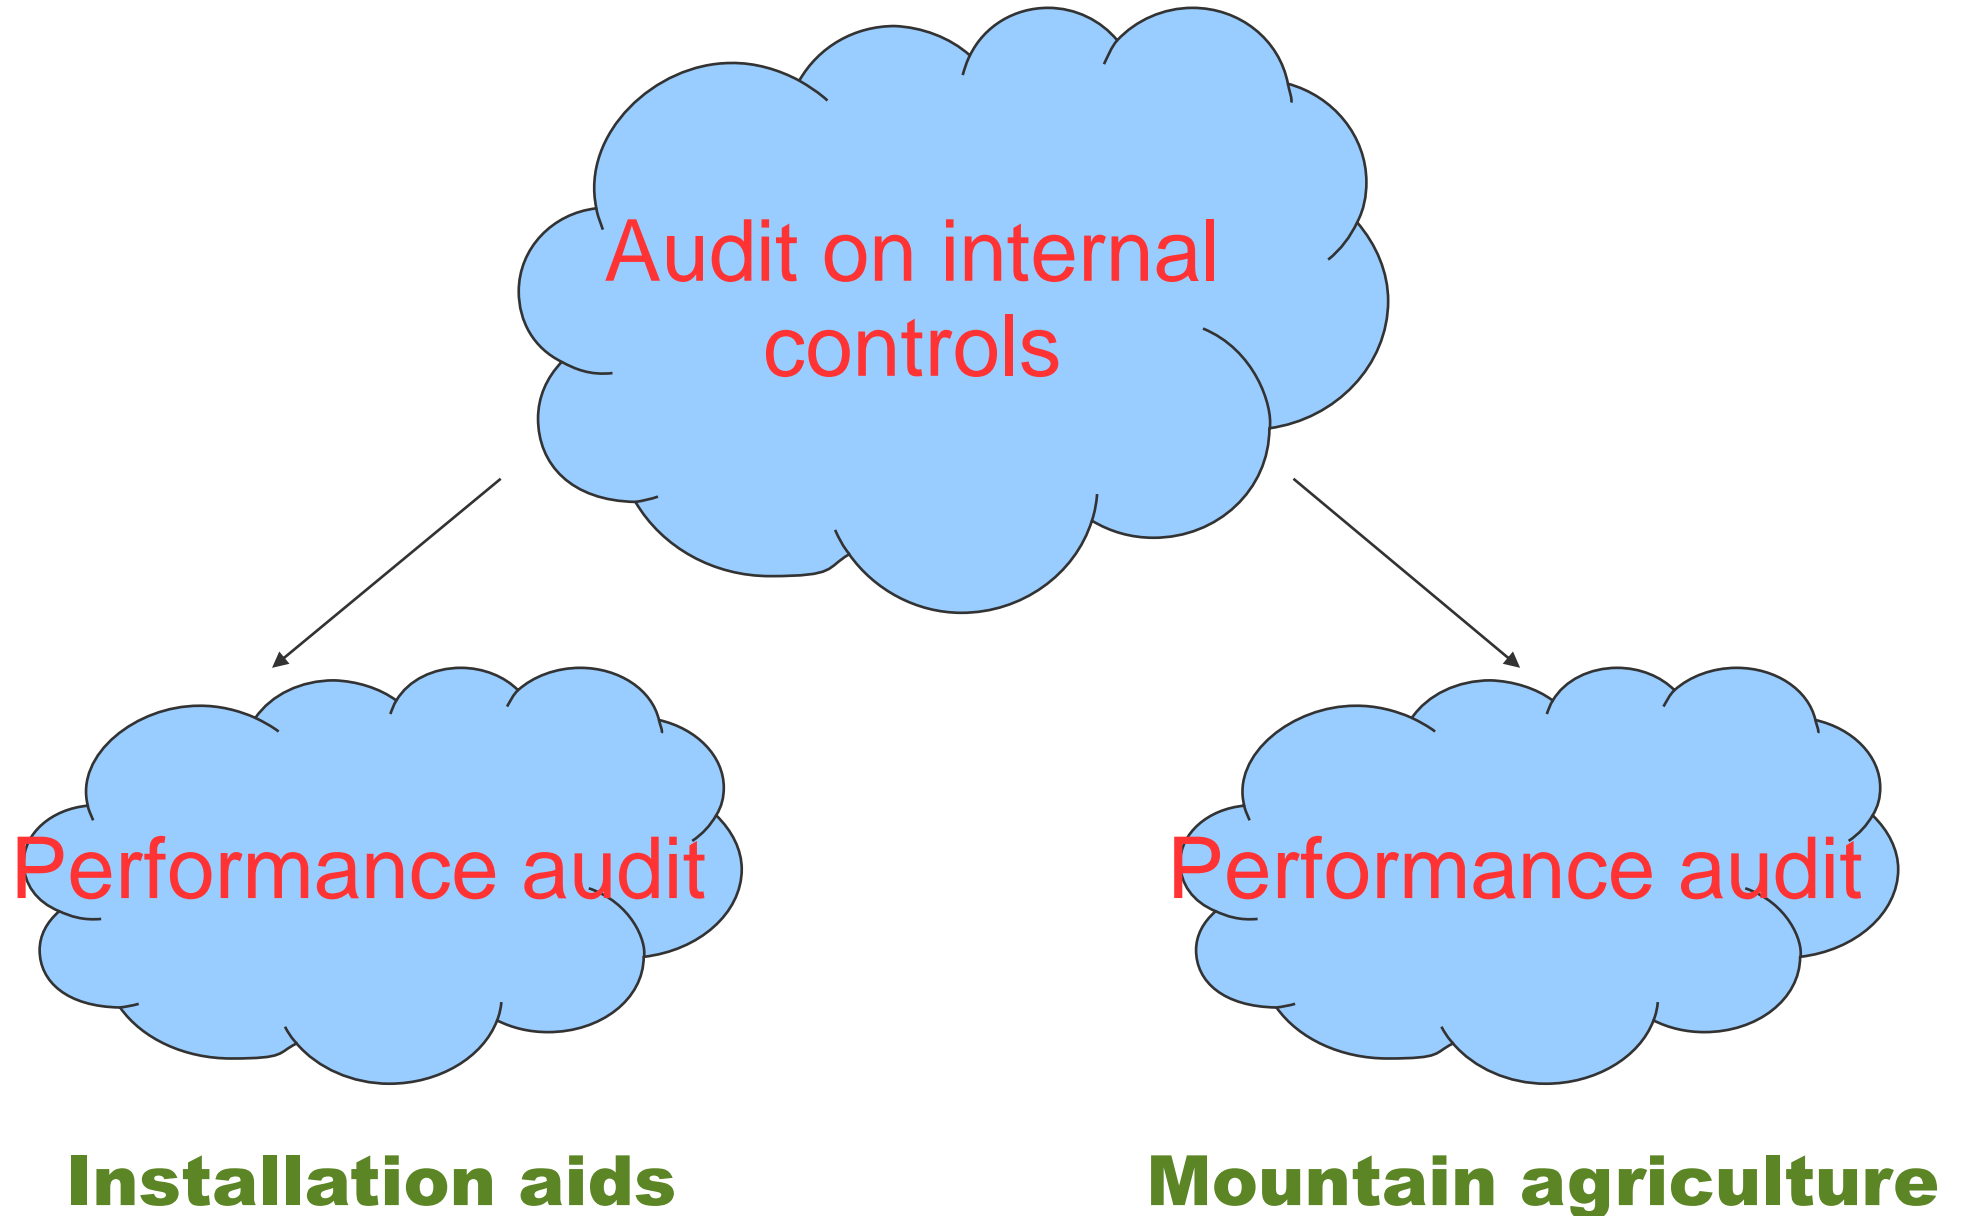 Audit on internal
controls
Performance audit
Performance audit
Installation aids
Mountain agriculture